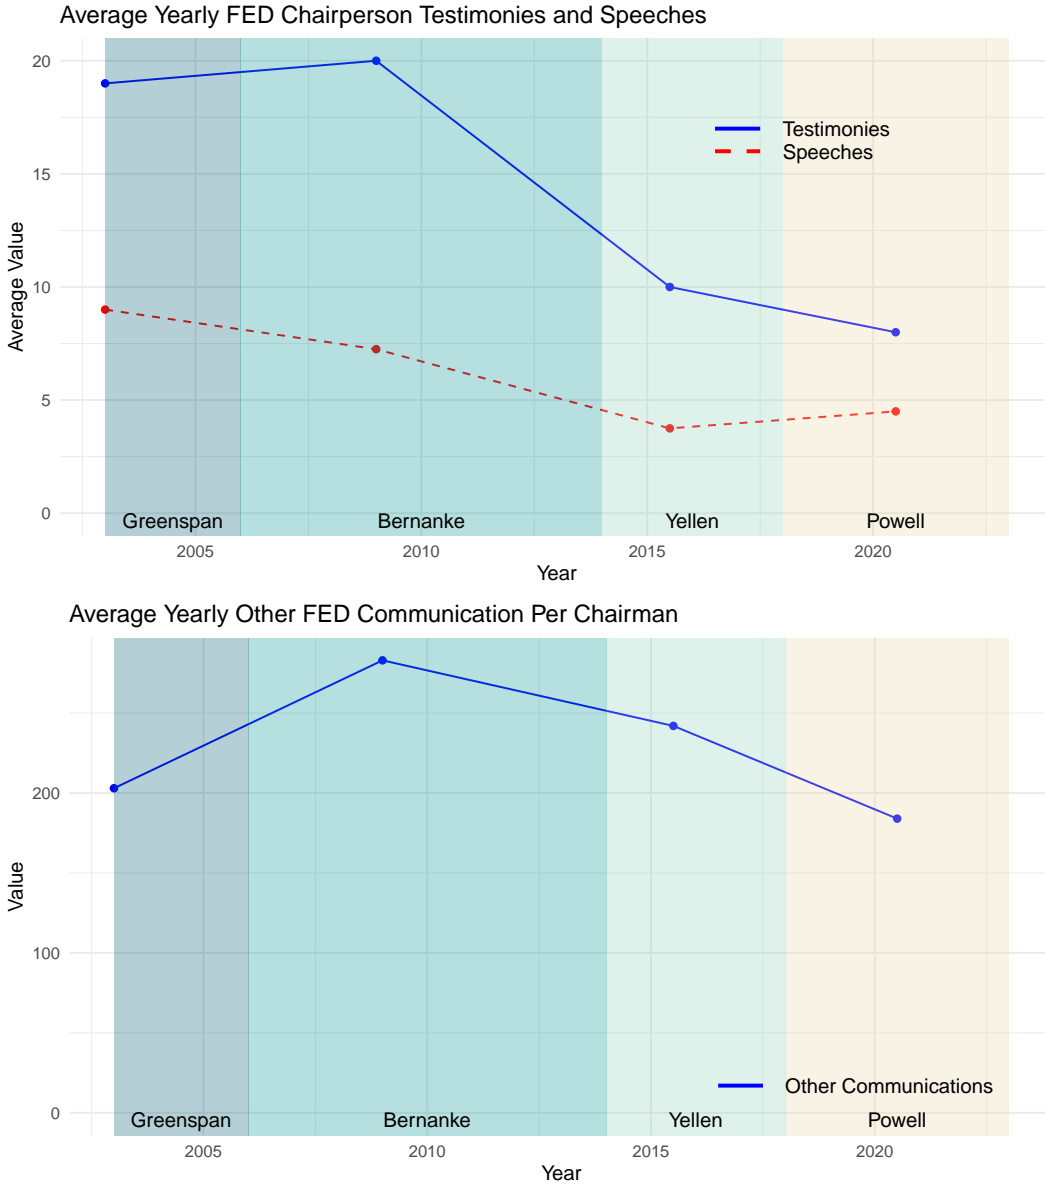 Average Yearly FED Chairperson Testimonies and Speeches
20
15
10
5
0
Average Value
Testimonies
Speeches
Greenspan Bernanke Yellen Powell
2005 2010 2015 2020
Year
Average Yearly Other FED Communication Per Chairman
200
100
0
Value
Other Communications
Greenspan Bernanke Yellen Powell
2005 2010 2015 2020
Year